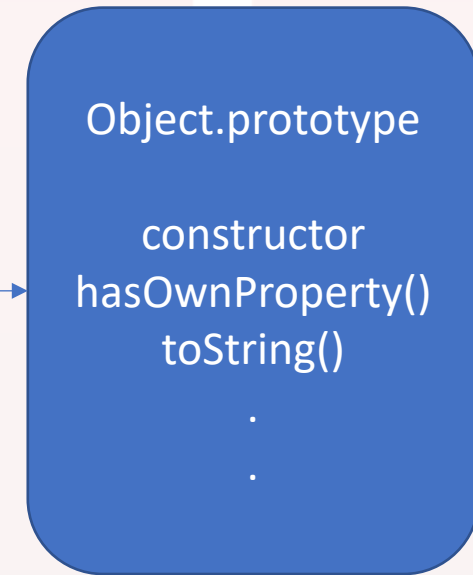 Object.prototype
constructor
hasOwnProperty()
toString()
.
.